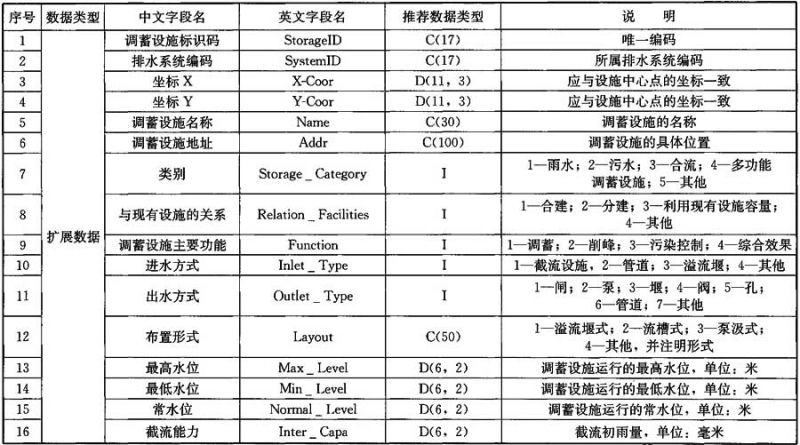 序号 数据类型 中文字段名 英文字段名 推荐数据类型 说 明
1 调蓄设施标识码 StorageID C(17) 唯一编码
2 排水系统编码 SystemID C(17) 所属排水系统编码
3 坐标 X X-Coor D(11, 3) 应与设施中心点的坐标一致
4 坐标 Y Y-Coor D(11, 3) 应与设施中心点的坐标一致
5 调蓄设施名称 Name C(30) 调蓄设施的名称
6 调蓄设施地址 Addr C(100) 调蓄设施的具体位置
7 类别 Storage _ Category I 1—雨水；2—污水；3—合流；4—多功能
调蓄设施；5—其他
8 与现有设施的关系 Relation _ Facilities I 1—合建；2—分建；3—利用现有设施容量；
4—其他
扩展数据
9 调蓄设施主要功能 Function I 1—调蓄；2—削峰；3—污染控制；4—综合效果
10 进水方式 Inlet _ Type I 1—截流设施，2—管道；3—溢流堰；4—其他
11 出水方式 Outlet _ Type I 1—闸；2—泵；3—堰；4—阀；5—孔；
6—管道；7—其他
12 布置形式 Layout C(50) 1—溢流堰式；2—流槽式；3—泵汲式；
4—其他，并注明形式
13 最高水位 Max _ Level D(6, 2) 调蓄设施运行的最高水位，单位：米
14 最低水位 Min _ Level D(6, 2) 调蓄设施运行的最低水位，单位：米
15 常水位 Normal _ Level D(6, 2) 调蓄设施运行的常水位，单位：米
16 截流能力 Inter _ Capa D(6, 2) 截流初雨量，单位：毫米